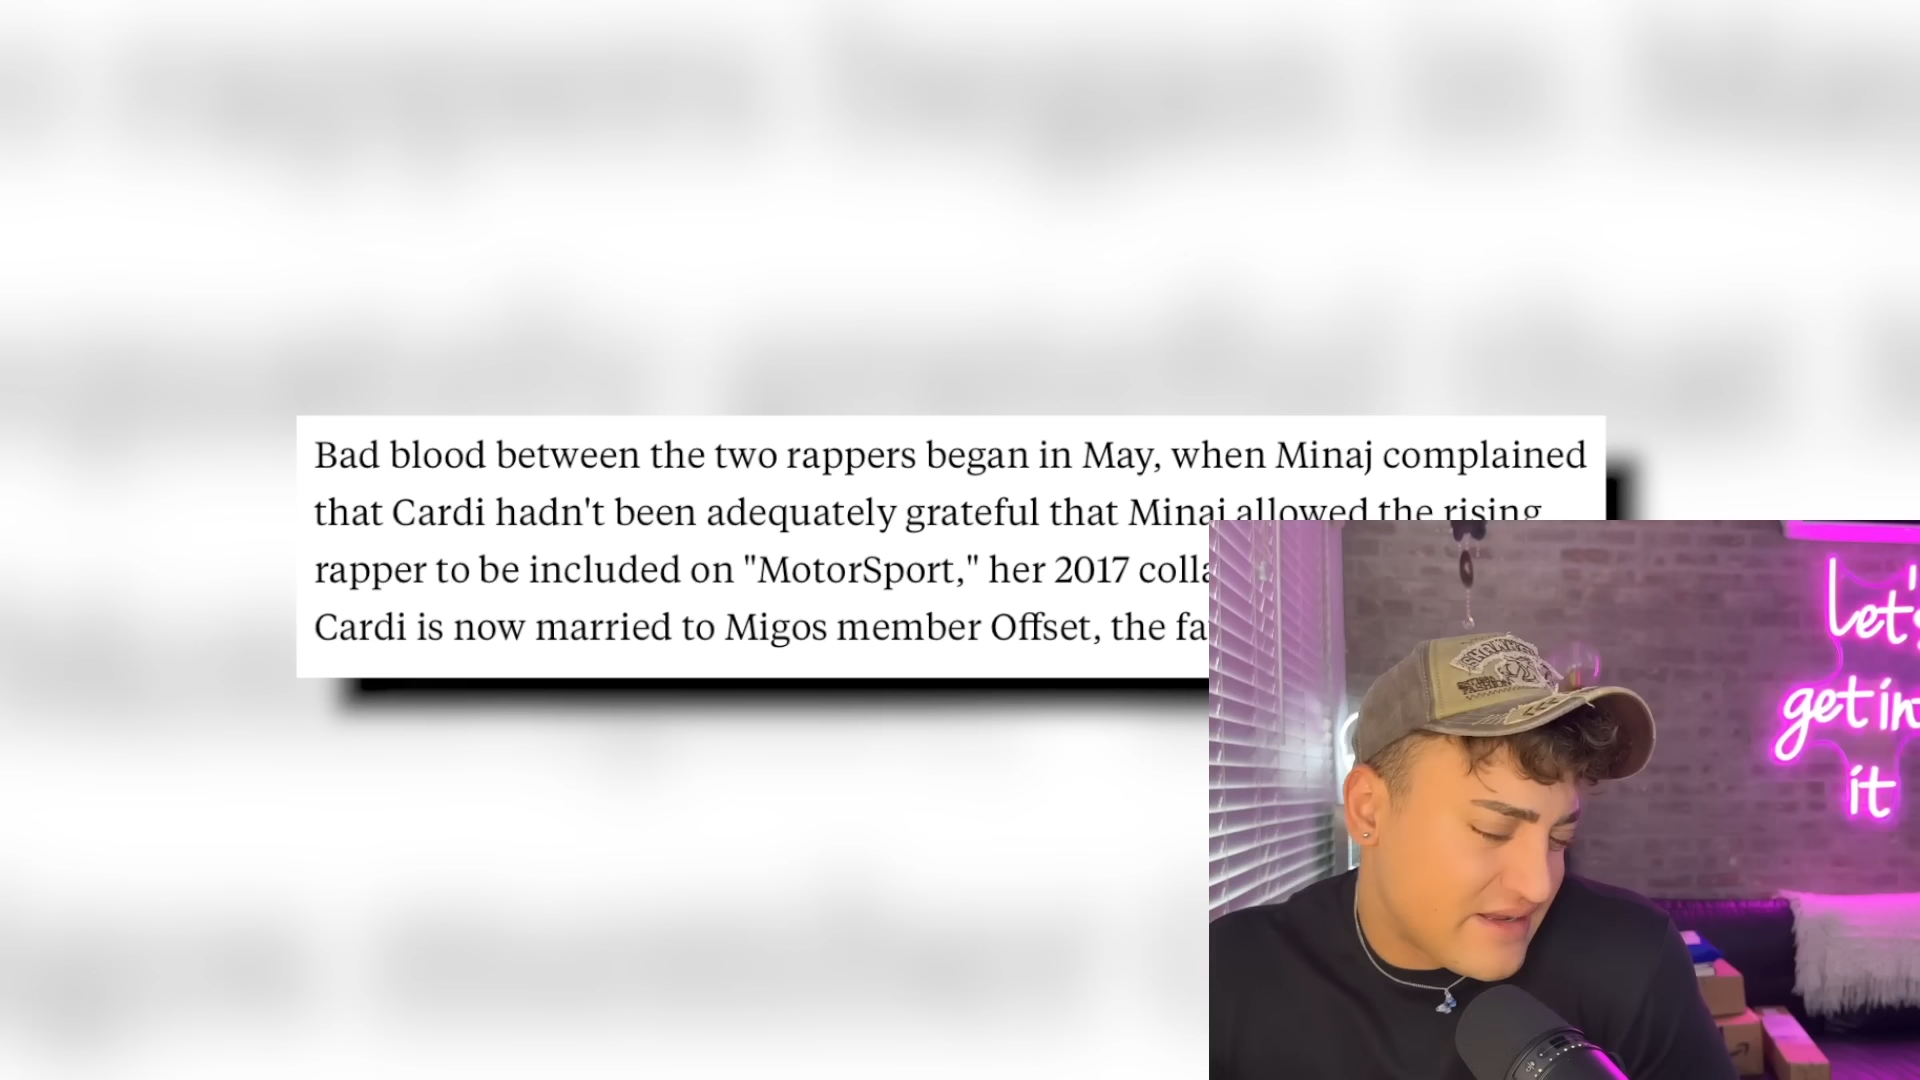 Bad blood between the two rappers began in May, when Minaj complained
that Cardi hadn't been adequately grateful that Minaj allowed the rising
rapper to be included on "MotorSport," her 2017
Cardi is now married to Migos member Offset, the
Let's
get in
it